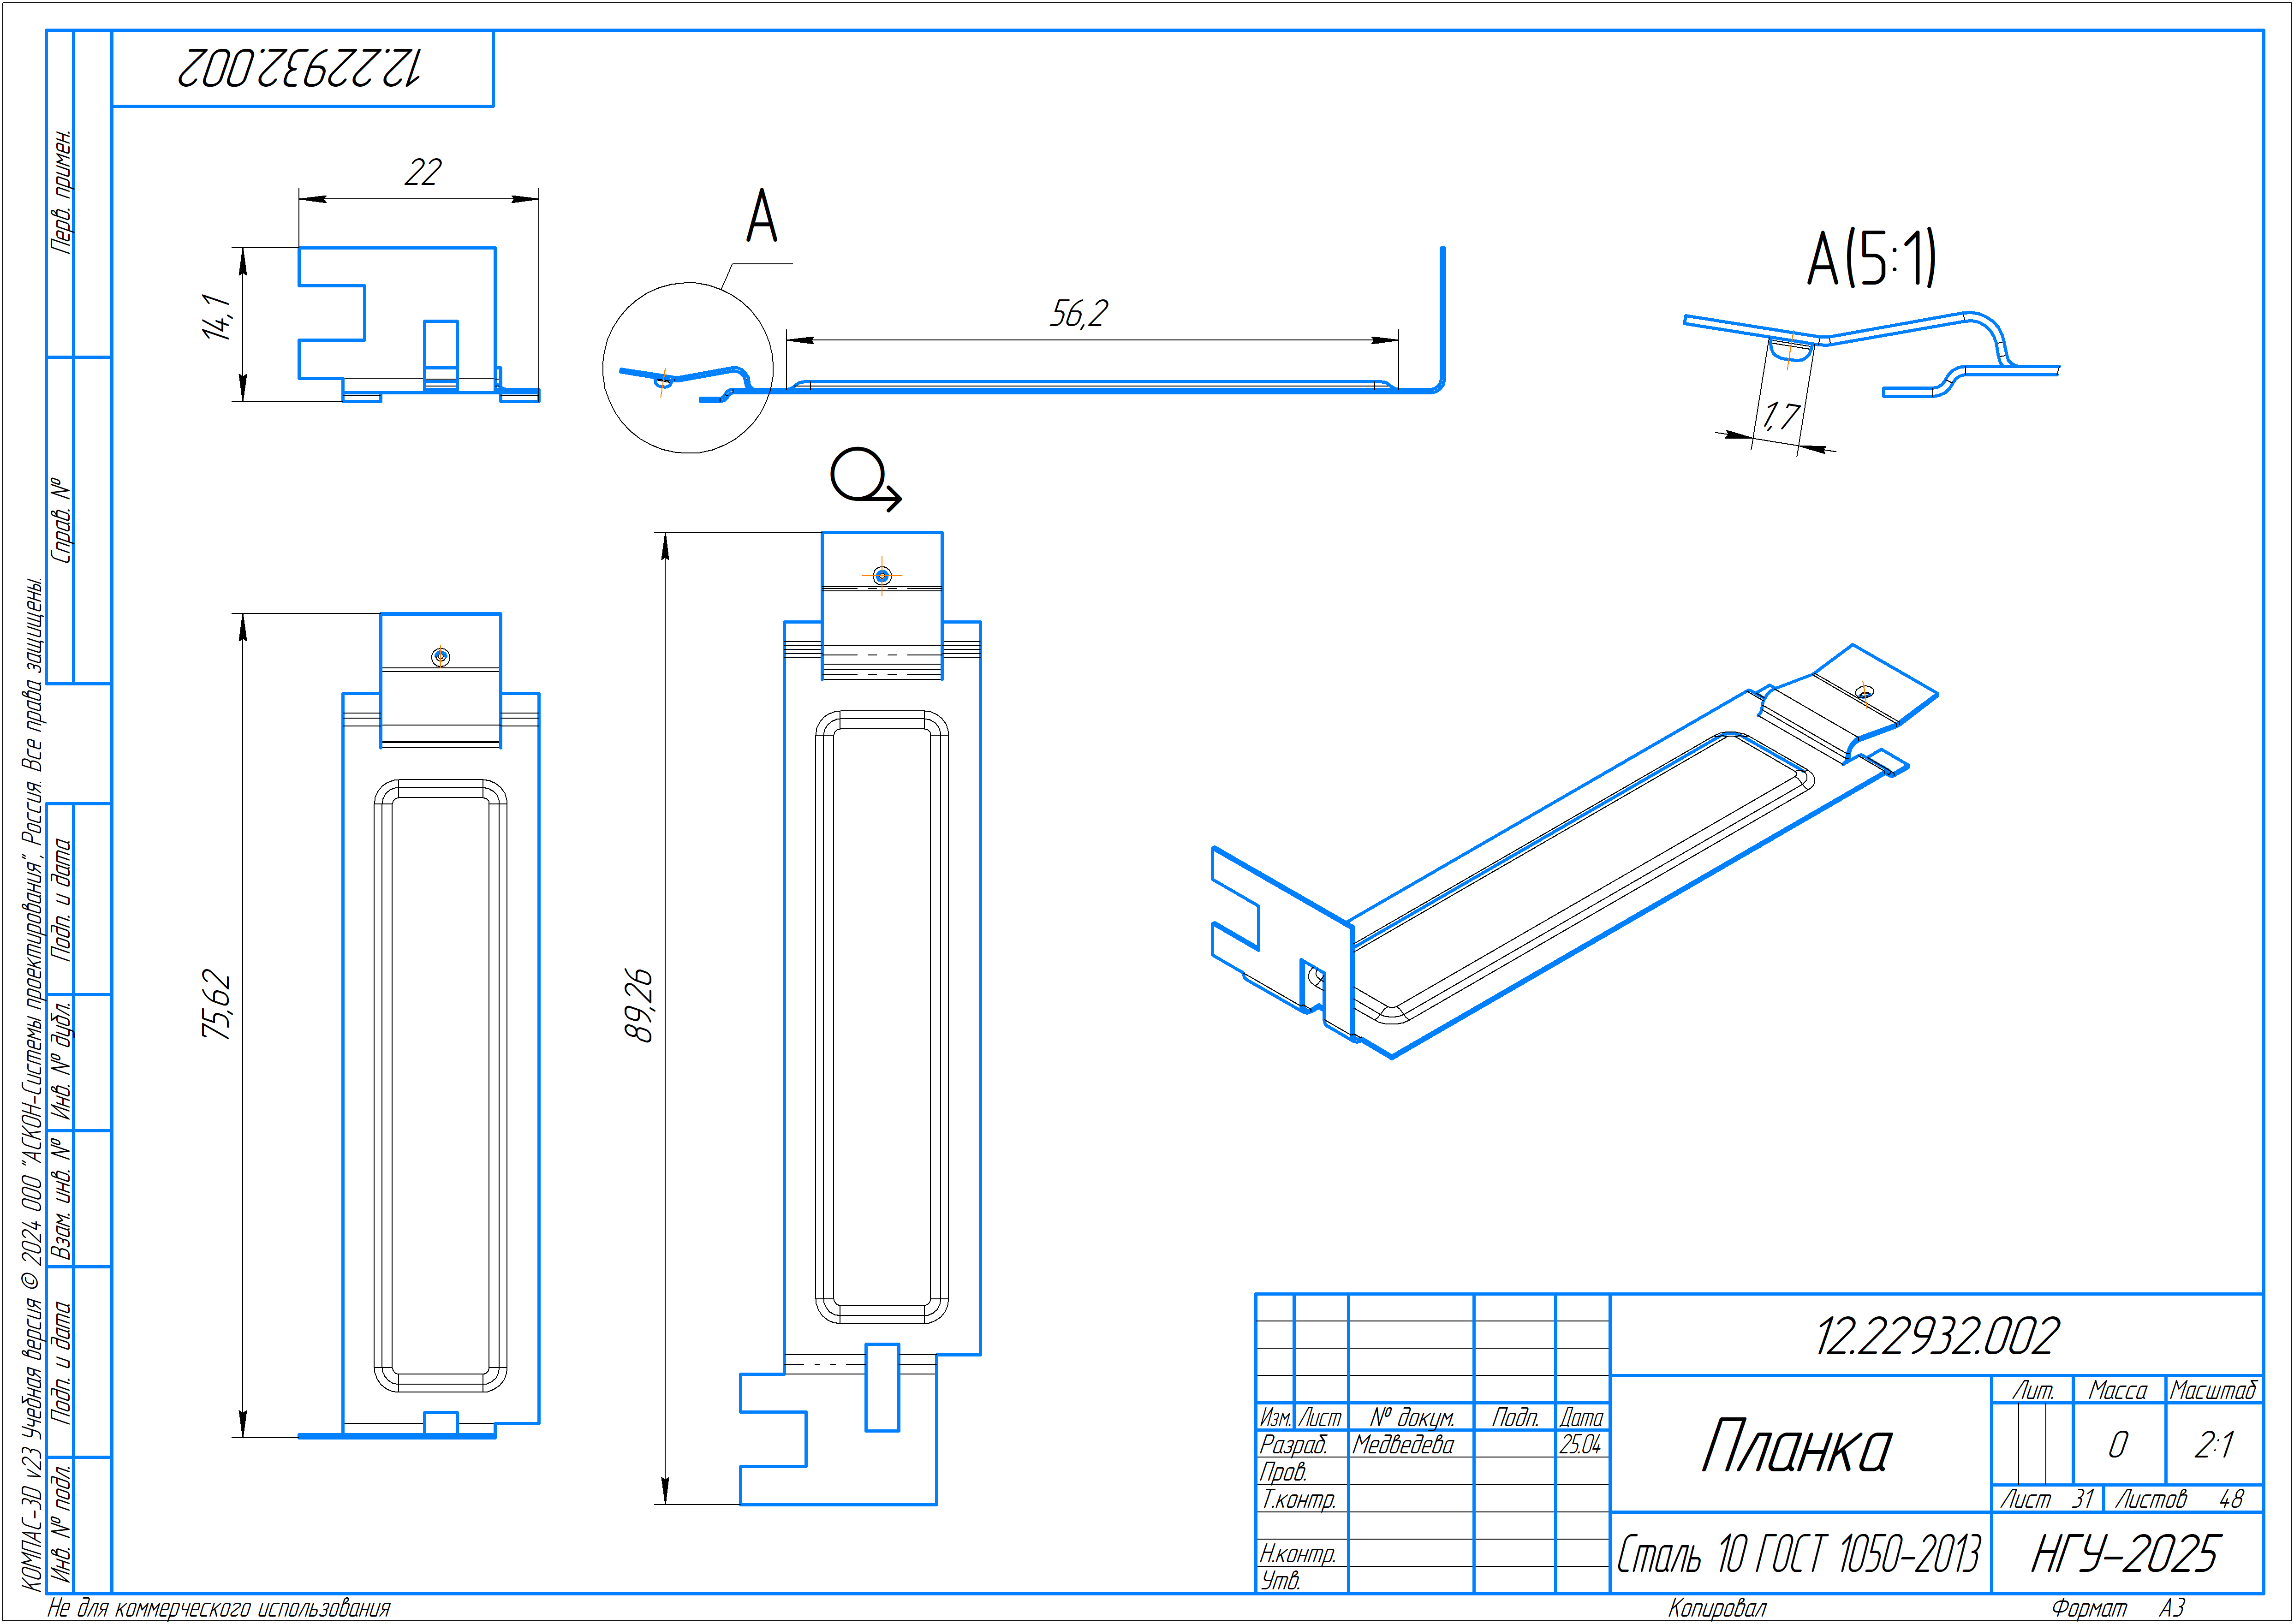 12.22932.002
Перв. примен.
Справ. №
Подп. и дата
Инв. № дубл.
Взам. инв. №
Подп. и дата
Инв. № подл.
КОМПАС-3D v23 Учебная версия © 2024 ООО "АСКОН-Системы проектирования", Россия. Все права защищены.
22
14,1
А
56,2
А(5:1)
1,7
75,62
89,26
12.22932.002
Лит. Масса Масштаб
Изм. Лист № докум. Подп. Дата
Разраб. Медведева 25.04
Пров.
Т.контр.
Н.контр.
Утв.
Планка
0 2:1
Лист 31 Листов 48
Сталь 10 ГОСТ 1050-2013
НГУ-2025
Не для коммерческого использования
Копировал
Формат А3